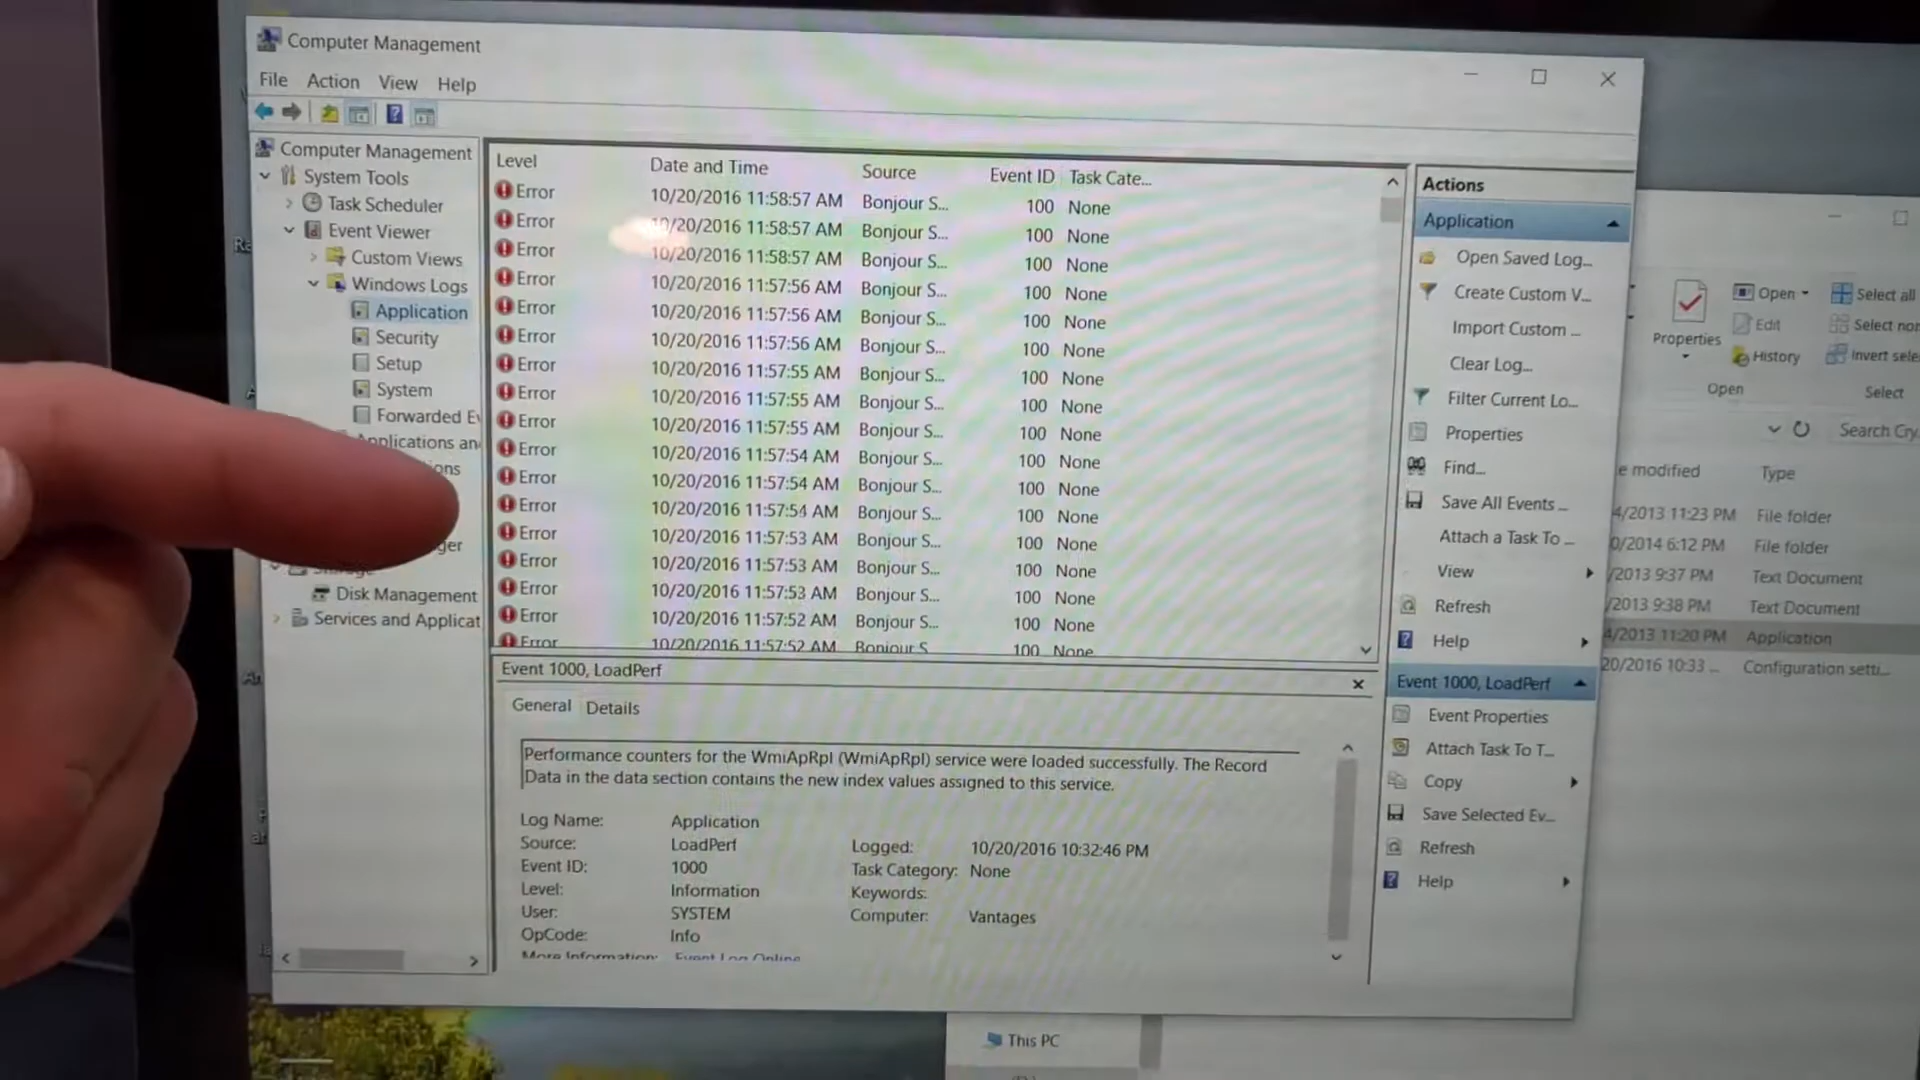 Computer Management
File Action View Help
Computer Management
System Tools
Task Scheduler
Event Viewer
Custom Views
Windows Logs
Application
Security
Setup
System
Forwarded Ev
Applications an
ons
ger
Disk Management
Services and Applicat
Level Date and Time Source Event ID Task Cate...
Error 10/20/2016 11:58:57 AM Bonjour S... 100 None
Error 10/20/2016 11:58:57 AM Bonjour S... 100 None
Error 10/20/2016 11:58:57 AM Bonjour S... 100 None
Error 10/20/2016 11:57:56 AM Bonjour S... 100 None
Error 10/20/2016 11:57:56 AM Bonjour S... 100 None
Error 10/20/2016 11:57:56 AM Bonjour S... 100 None
Error 10/20/2016 11:57:55 AM Bonjour S... 100 None
Error 10/20/2016 11:57:55 AM Bonjour S... 100 None
Error 10/20/2016 11:57:55 AM Bonjour S... 100 None
Error 10/20/2016 11:57:54 AM Bonjour S... 100 None
Error 10/20/2016 11:57:54 AM Bonjour S... 100 None
Error 10/20/2016 11:57:54 AM Bonjour S... 100 None
Error 10/20/2016 11:57:53 AM Bonjour S... 100 None
Error 10/20/2016 11:57:53 AM Bonjour S... 100 None
Error 10/20/2016 11:57:53 AM Bonjour S... 100 None
Error 10/20/2016 11:57:52 AM Bonjour S... 100 None
Error 10/20/2016 11:57:52 AM Bonjour S 100 None
Event 1000, LoadPerf
General Details
Performance counters for the WmiApRpl (WmiApRpl) service were loaded successfully. The Record
Data in the data section contains the new index values assigned to this service.
Log Name: Application
Source: LoadPerf Logged: 10/20/2016 10:32:46 PM
Event ID: 1000 Task Category: None
Level: Information Keywords:
User: SYSTEM Computer: Vantages
OpCode: Info
More Information: Event Log Online
Actions
Application
Open Saved Log...
Create Custom V...
Import Custom ...
Clear Log...
Filter Current Lo...
Properties
Find...
Save All Events ...
Attach a Task To ...
View
Refresh
Help
Event 1000, LoadPerf
Event Properties
Attach Task To T...
Copy
Save Selected Ev...
Refresh
Help
Properties
Open
Edit
History
Open
Select all
Select non
Invert sele
Select
Search Cry
e modified Type
4/2013 11:23 PM File folder
0/2014 6:12 PM File folder
/2013 9:37 PM Text Document
/2013 9:38 PM Text Document
4/2013 11:20 PM Application
20/2016 10:33 ... Configuration setti...
This PC